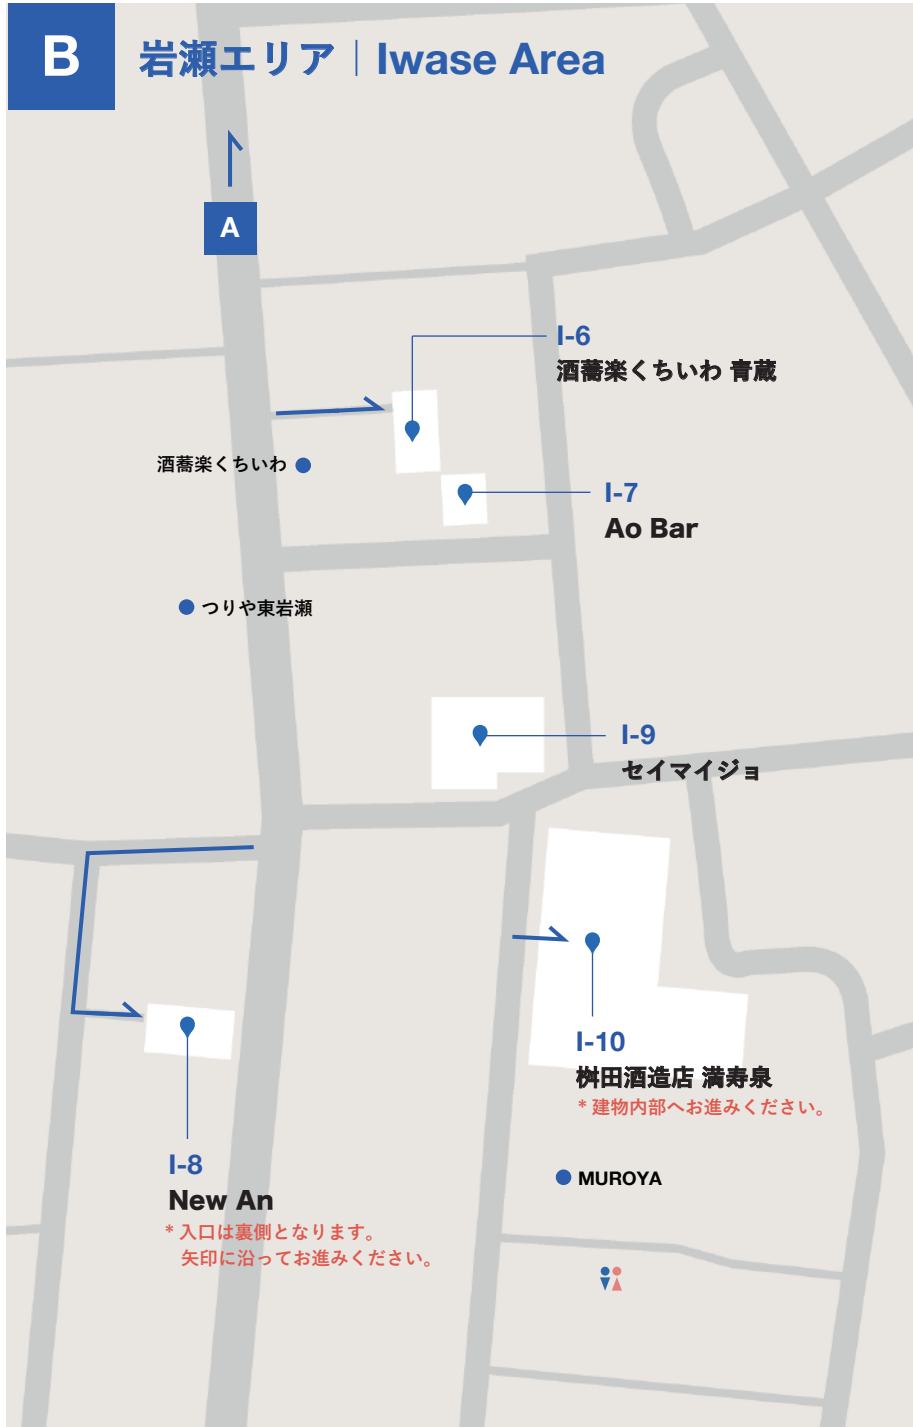 B
岩瀬エリア｜Iwase Area
A
I-6
酒蕎楽くちいわ 青蔵
酒蕎楽くちいわ
I-7
Ao Bar
つりや東岩瀬
I-9
セイマイジョ
I-10
桝田酒造店 満寿泉
* 建物内部へお進みください。
I-8
New An
* 入口は裏側となります。
矢印に沿ってお進みください。
MUROYA